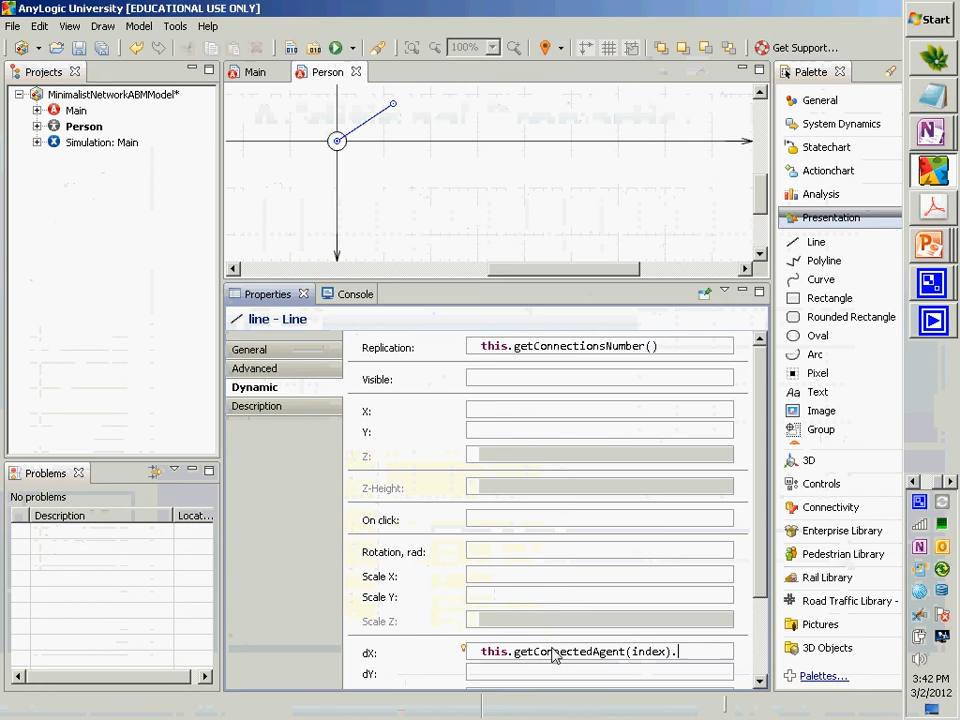 AnyLogic University [EDUCATIONAL USE ONLY]
File Edit View Draw Model Tools Help
100% Get Support...
Start
Projects
MinimalistNetworkABMModel*
Main
Person
Simulation: Main
Main Person
Palette
General
System Dynamics
Statechart
Actionchart
Analysis
Presentation
Line
Polyline
Curve
Rectangle
Rounded Rectangle
Oval
Arc
Pixel
Aa Text
Image
Group
3D
Controls
Connectivity
Enterprise Library
Pedestrian Library
Rail Library
Road Traffic Library -
Pictures
3D Objects
Palettes...
Properties Console
line - Line
General
Advanced
Dynamic
Description
Replication: this.getConnectionsNumber()
Visible:
X:
Y:
Z:
Z-Height:
On click:
Rotation, rad:
Scale X:
Scale Y:
Scale Z:
dX: this.getConnectedAgent(index).
dY:
Problems
No problems
Description Locat...
3:42 PM
3/2/2012